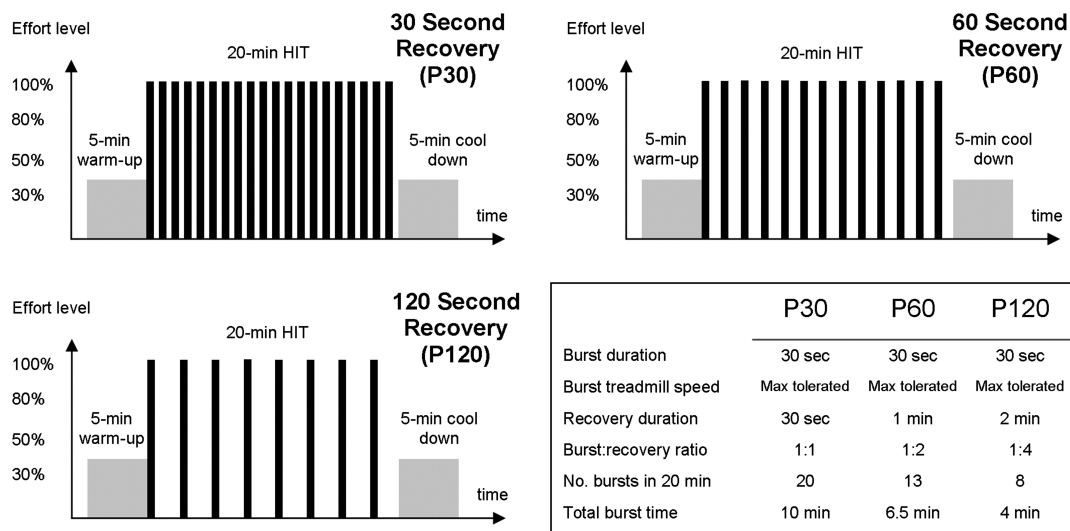 Effort level
30 Second
Recovery
(P30)
20-min HIT
100%
80%
50%
30%
5-min
warm-up
5-min cool
down
time
Effort level
60 Second
Recovery
(P60)
20-min HIT
100%
80%
50%
30%
5-min
warm-up
5-min cool
down
time
Effort level
120 Second
Recovery
(P120)
20-min HIT
100%
80%
50%
30%
5-min
warm-up
5-min cool
down
time
P30 P60 P120
Burst duration 30 sec 30 sec 30 sec
Burst treadmill speed Max tolerated Max tolerated Max tolerated
Recovery duration 30 sec 1 min 2 min
Burst:recovery ratio 1:1 1:2 1:4
No. bursts in 20 min 20 13 8
Total burst time 10 min 6.5 min 4 min